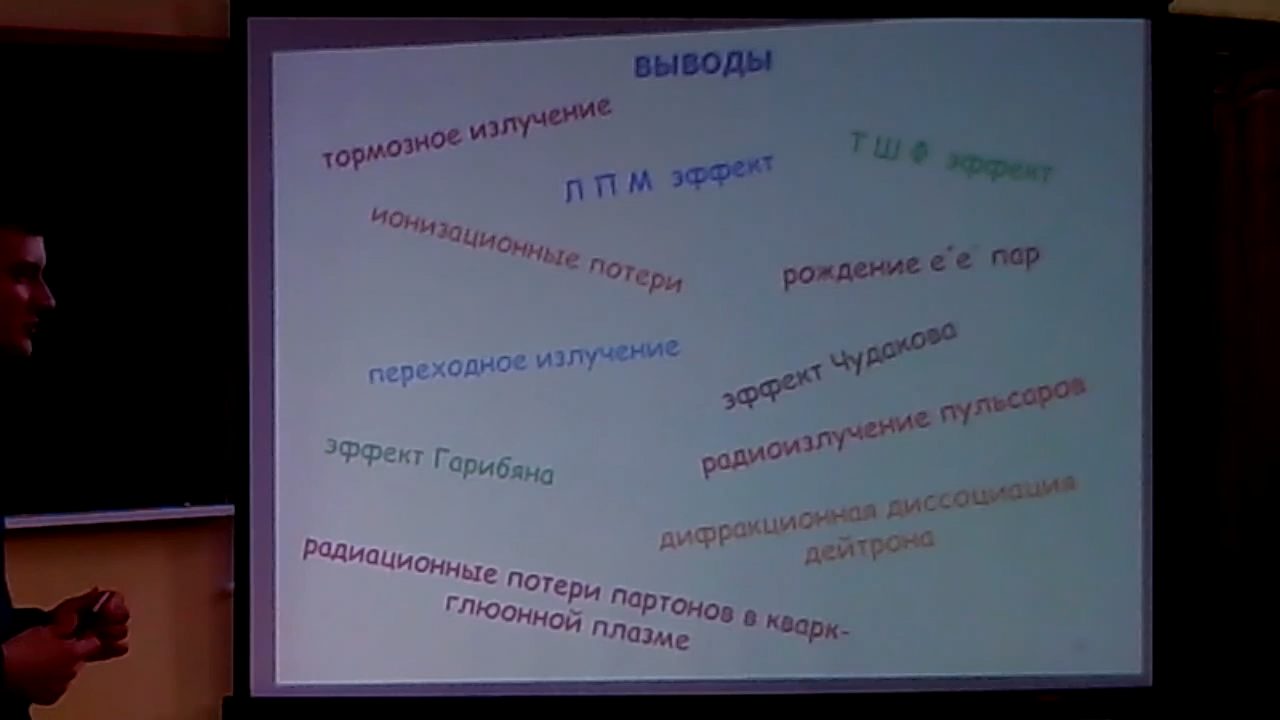 ВЫВОДЫ
тормозное излучение
Т Ш Ф эффект
Л П М эффект
ионизационные потери
рождение e⁺e⁻ пар
переходное излучение
эффект Чудакова
радиоизлучение пульсаров
эффект Гарибяна
дифракционная диссоциация
дейтрона
радиационные потери партонов в кварк-
глюонной плазме